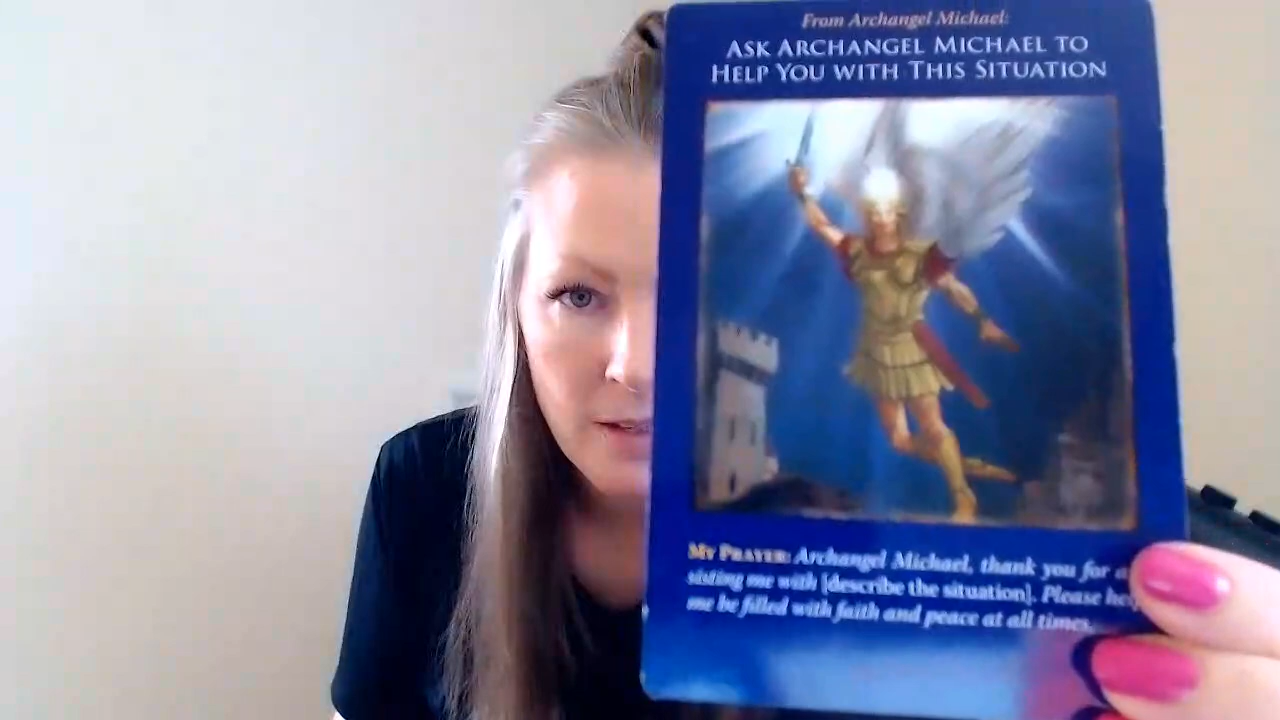 From Archangel Michael:
ASK ARCHANGEL MICHAEL TO
HELP YOU WITH THIS SITUATION
MY PRAYER: Archangel Michael, thank you for
sisting me with [describe the situation]. Please
me be filled with faith and peace at all times.